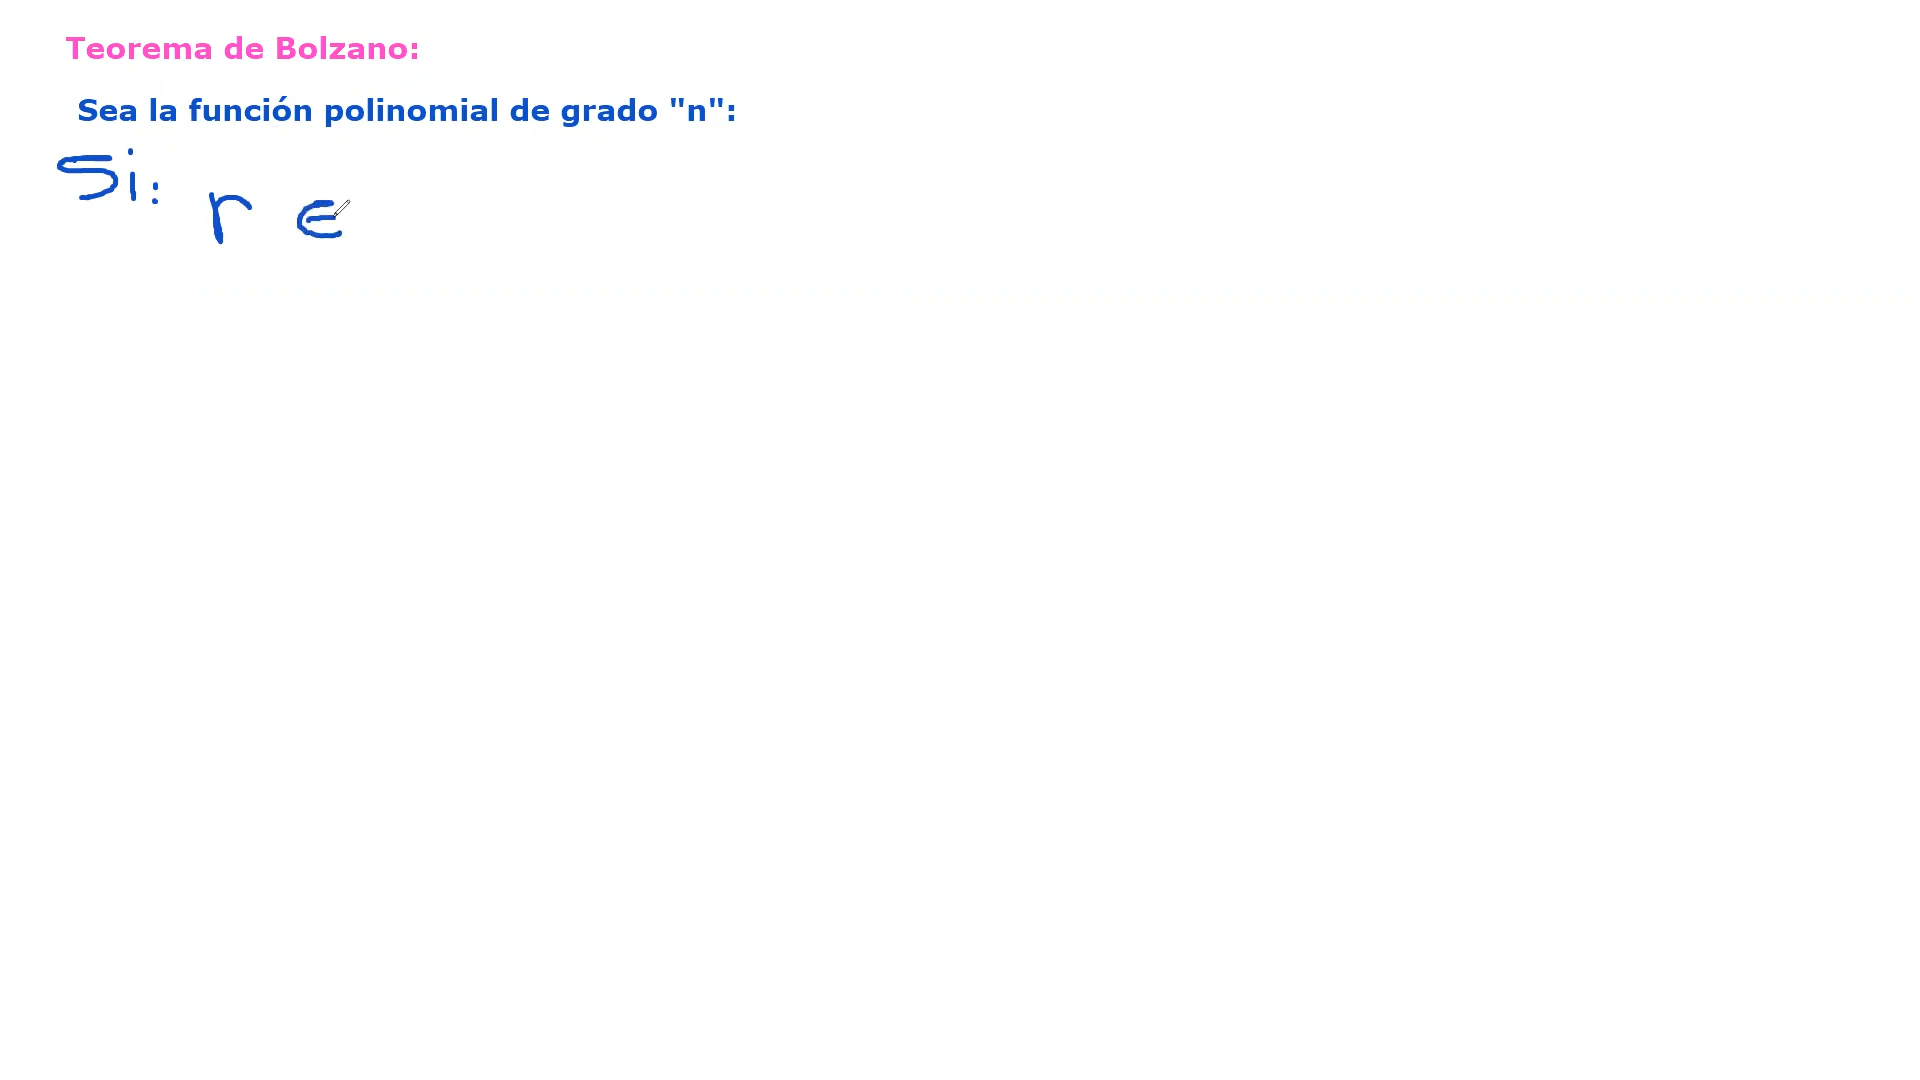 Teorema de Bolzano:
Sea la función polinomial de grado "n":
Si: r ∈